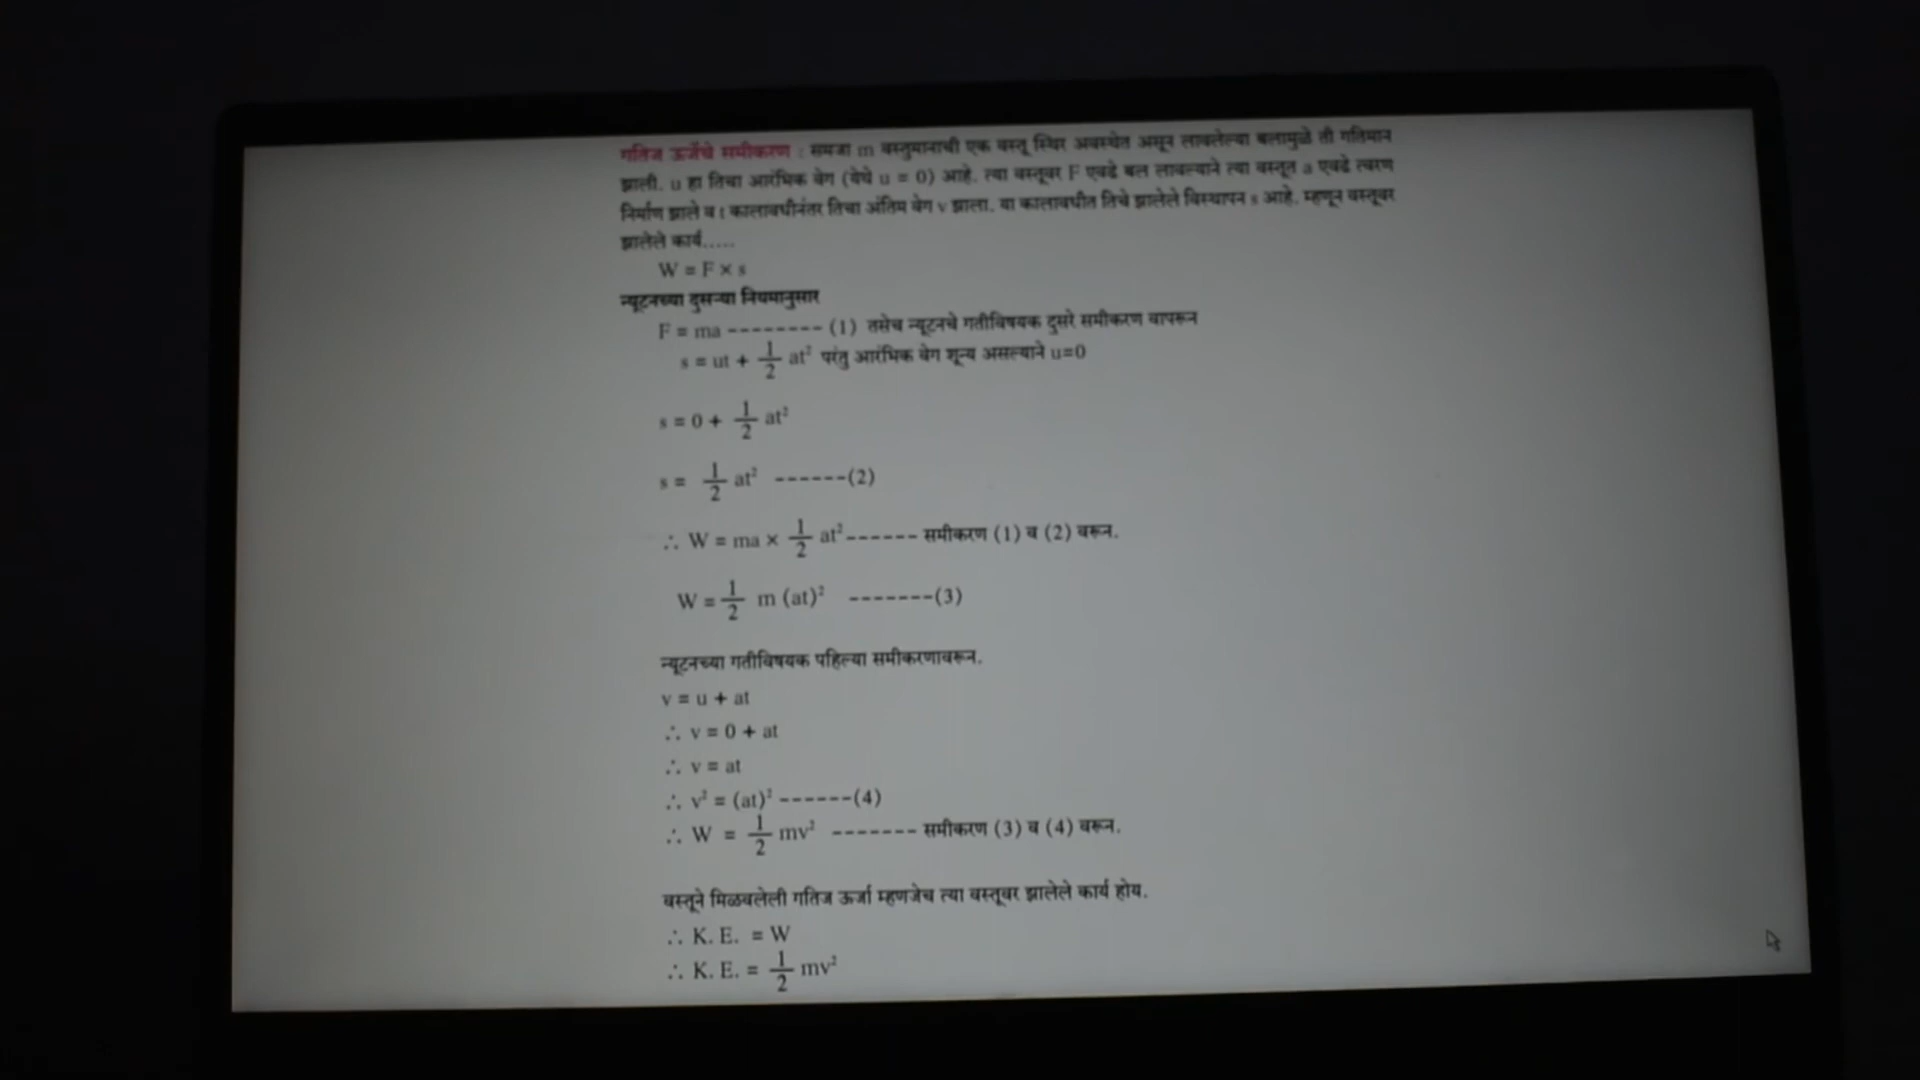 गतिज ऊर्जेचे समीकरण : समजा m वस्तुमानाची एक वस्तू स्थिर अवस्थेत असून लावलेल्या बलामुळे ती गतिमान
झाली. u हा तिचा आरंभिक वेग (येथे u = 0) आहे. त्या वस्तूवर F एवढे बल लावल्याने त्या वस्तूत a एवढे त्वरण
निर्माण झाले व t कालावधीनंतर तिचा अंतिम वेग v झाला. या कालावधीत तिचे झालेले विस्थापन s आहे. म्हणून वस्तूवर
झालेले कार्य.....
W = F × s
न्यूटनच्या दुसऱ्या नियमानुसार
F = ma -------- (1) तसेच न्यूटनचे गतीविषयक दुसरे समीकरण वापरून
s = ut + 1/2 at² परंतु आरंभिक वेग शून्य असल्याने u=0
s = 0 + 1/2 at²
s = 1/2 at² ------(2)
∴ W = ma × 1/2 at²------ समीकरण (1) व (2) वरून.
W = 1/2 m (at)² -------(3)
न्यूटनच्या गतीविषयक पहिल्या समीकरणावरून.
v = u + at
∴ v = 0 + at
∴ v = at
∴ v² = (at)² ------(4)
∴ W = 1/2 mv² ------- समीकरण (3) व (4) वरून.
वस्तूने मिळवलेली गतिज ऊर्जा म्हणजेच त्या वस्तूवर झालेले कार्य होय.
∴ K. E. = W
∴ K. E. = 1/2 mv²